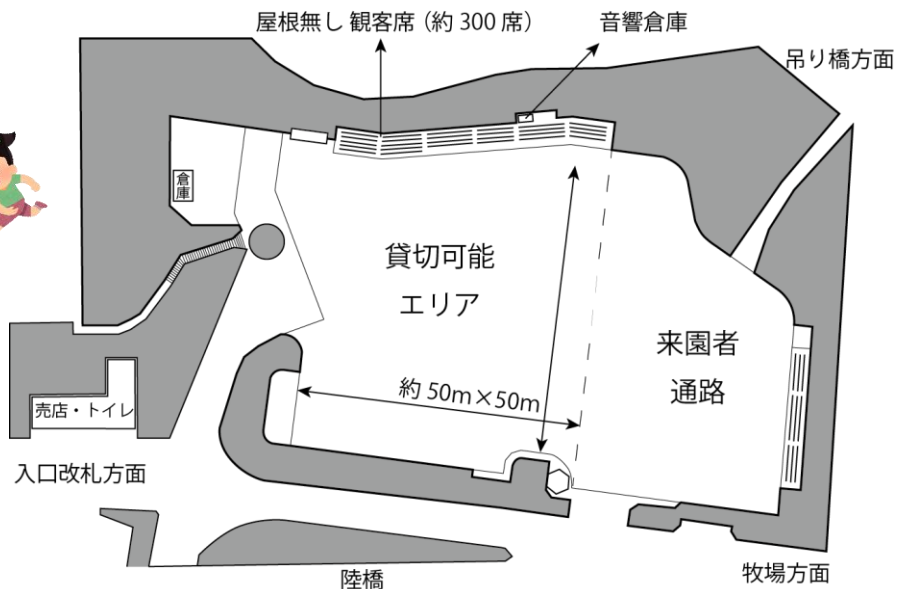 屋根無し 観客席（約 300 席）
音響倉庫
吊り橋方面
倉庫
貸切可能
エリア
来園者
通路
約 50m×50m
売店・トイレ
入口改札方面
陸橋
牧場方面